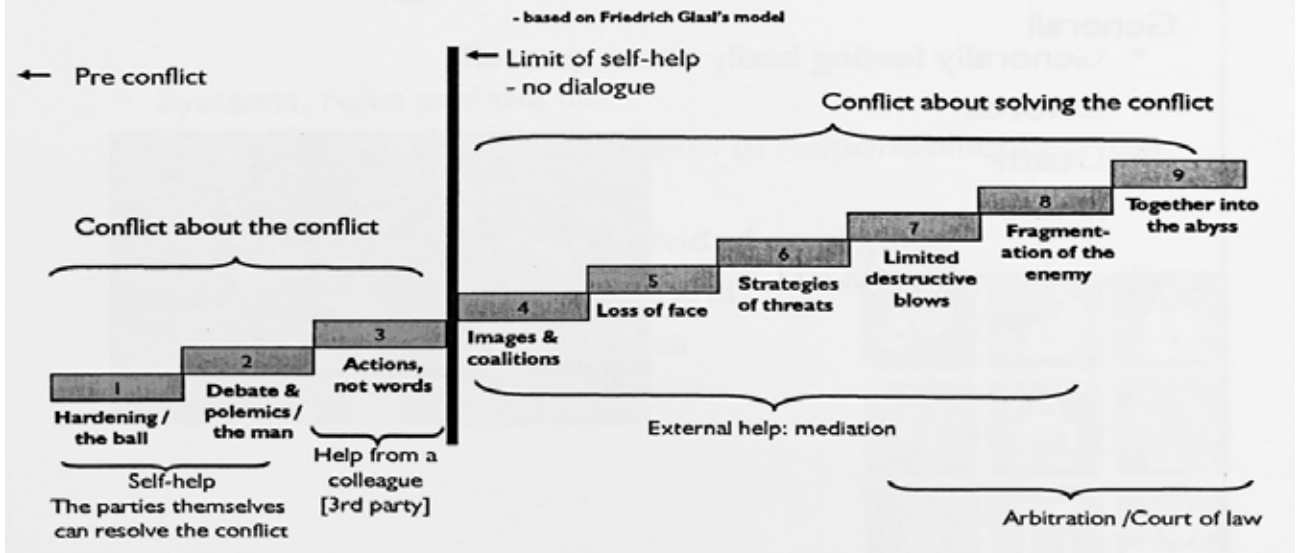 - based on Friedrich Glasl's model
← Pre conflict
← Limit of self-help
- no dialogue
Conflict about solving the conflict
Conflict about the conflict
1
Hardening /
the ball
2
Debate &
polemics /
the man
3
Actions,
not words
4
Images &
coalitions
5
Loss of face
6
Strategies
of threats
7
Limited
destructive
blows
8
Fragment-
ation of the
enemy
9
Together into
the abyss
Self-help
The parties themselves
can resolve the conflict
Help from a
colleague
[3rd party]
External help: mediation
Arbitration /Court of law
Generall
Generally feeling badly